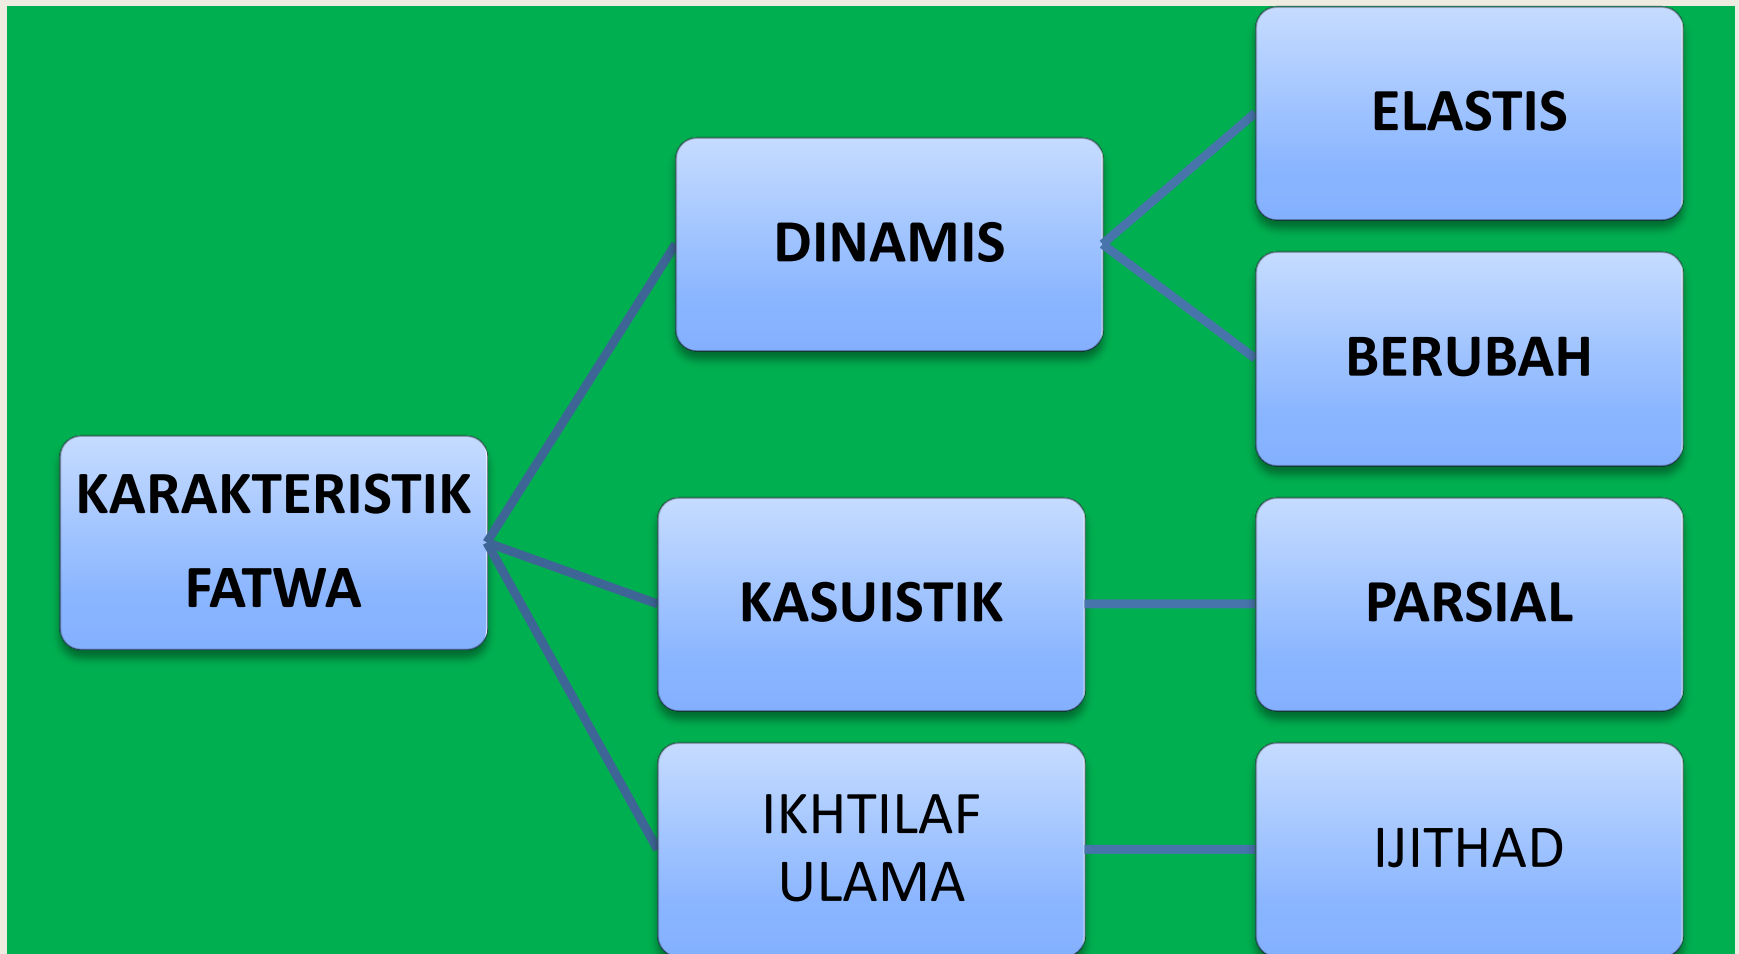 KARAKTERISTIK
FATWA
DINAMIS
ELASTIS
BERUBAH
KASUISTIK
PARSIAL
IKHTILAF
ULAMA
IJITHAD